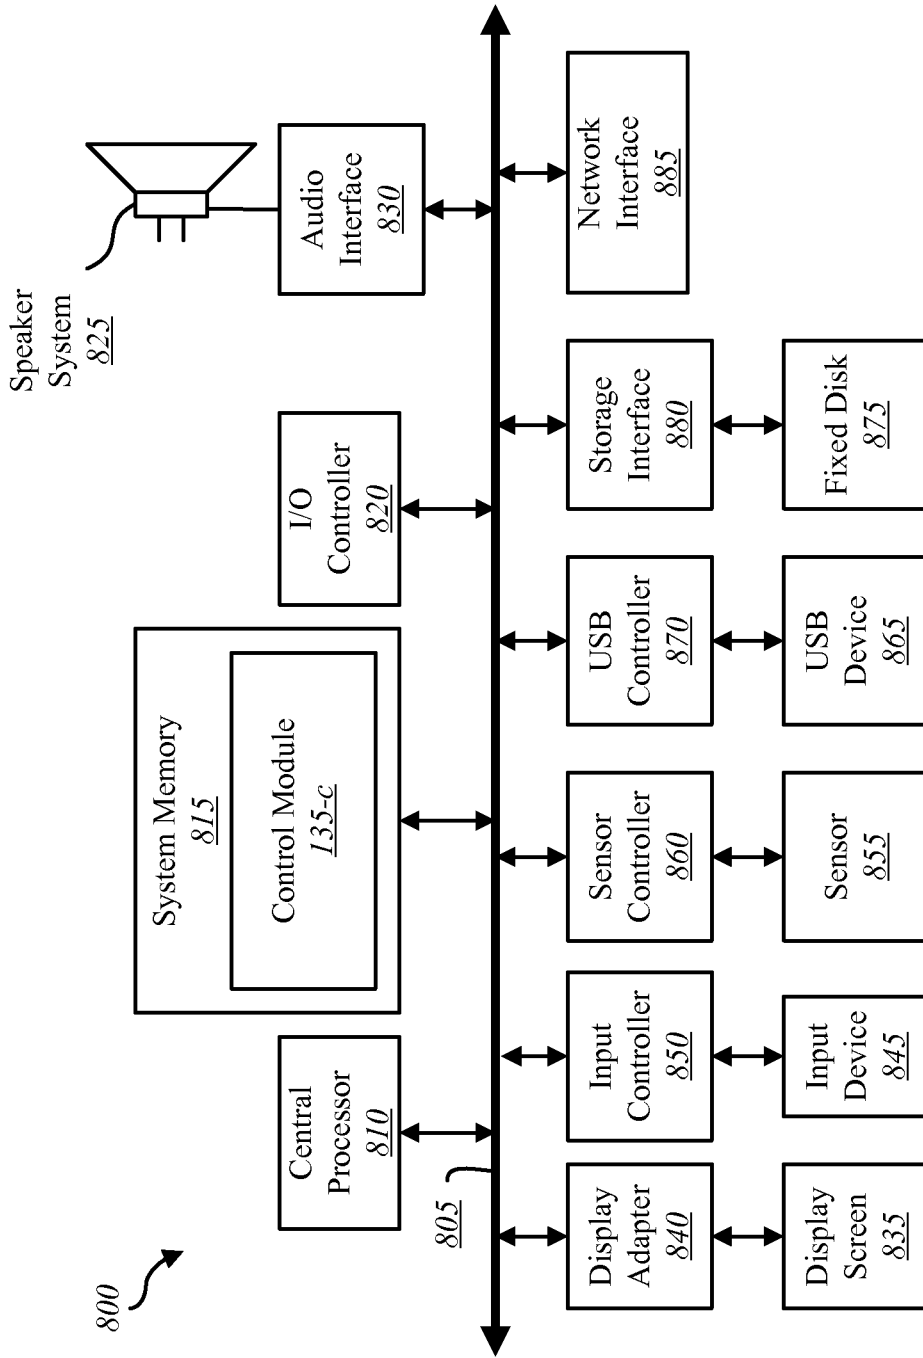 800
Speaker
System
825
Central
Processor
810
System Memory
815
Control Module
135-c
I/O
Controller
820
Audio
Interface
830
805
Display
Adapter
840
Input
Controller
850
Sensor
Controller
860
USB
Controller
870
Storage
Interface
880
Network
Interface
885
Display
Screen
835
Input
Device
845
Sensor
855
USB
Device
865
Fixed Disk
875